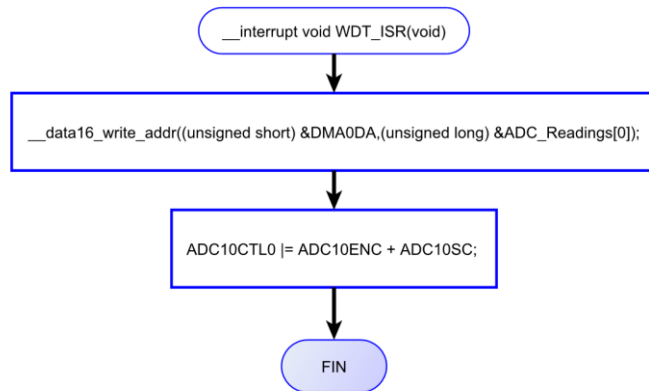 __interrupt void WDT_ISR(void)
__data16_write_addr((unsigned short) &DMA0DA,(unsigned long) &ADC_Readings[0]);
ADC10CTL0 |= ADC10ENC + ADC10SC;
FIN